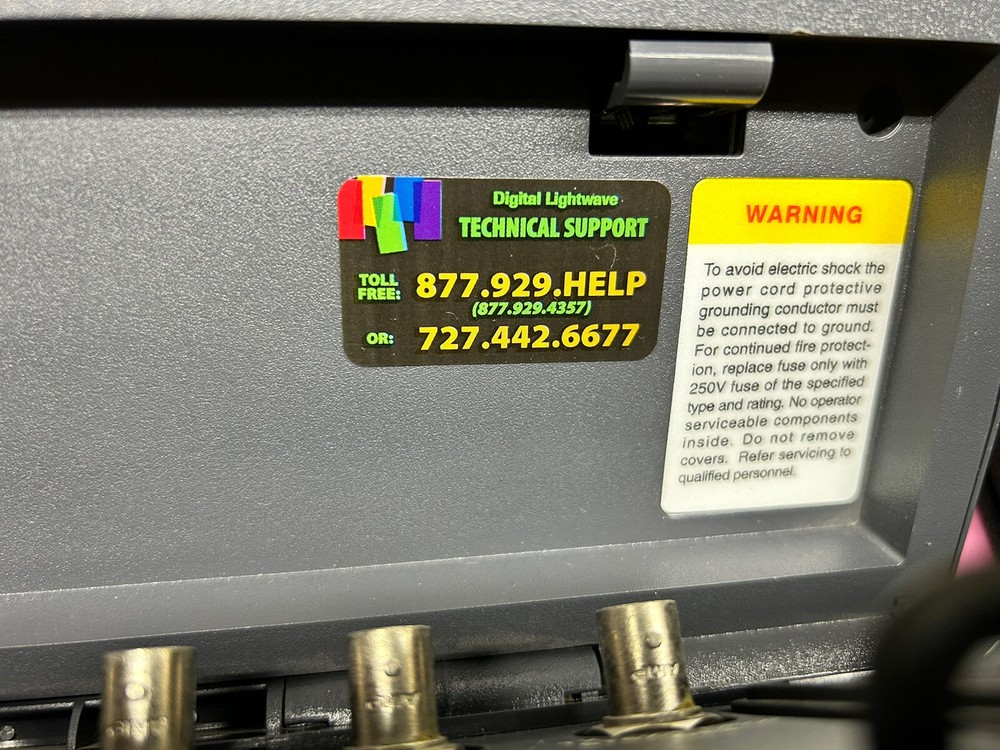 Digital Lightwave
TECHNICAL SUPPORT
TOLL FREE: 877.929.HELP
(877.929.4357)
OR: 727.442.6677
WARNING
To avoid electric shock the
power cord protective
grounding conductor must
be connected to ground.
For continued fire protect-
ion, replace fuse only with
250V fuse of the specified
type and rating. No operator
serviceable components
inside. Do not remove
covers. Refer servicing to
qualified personnel.